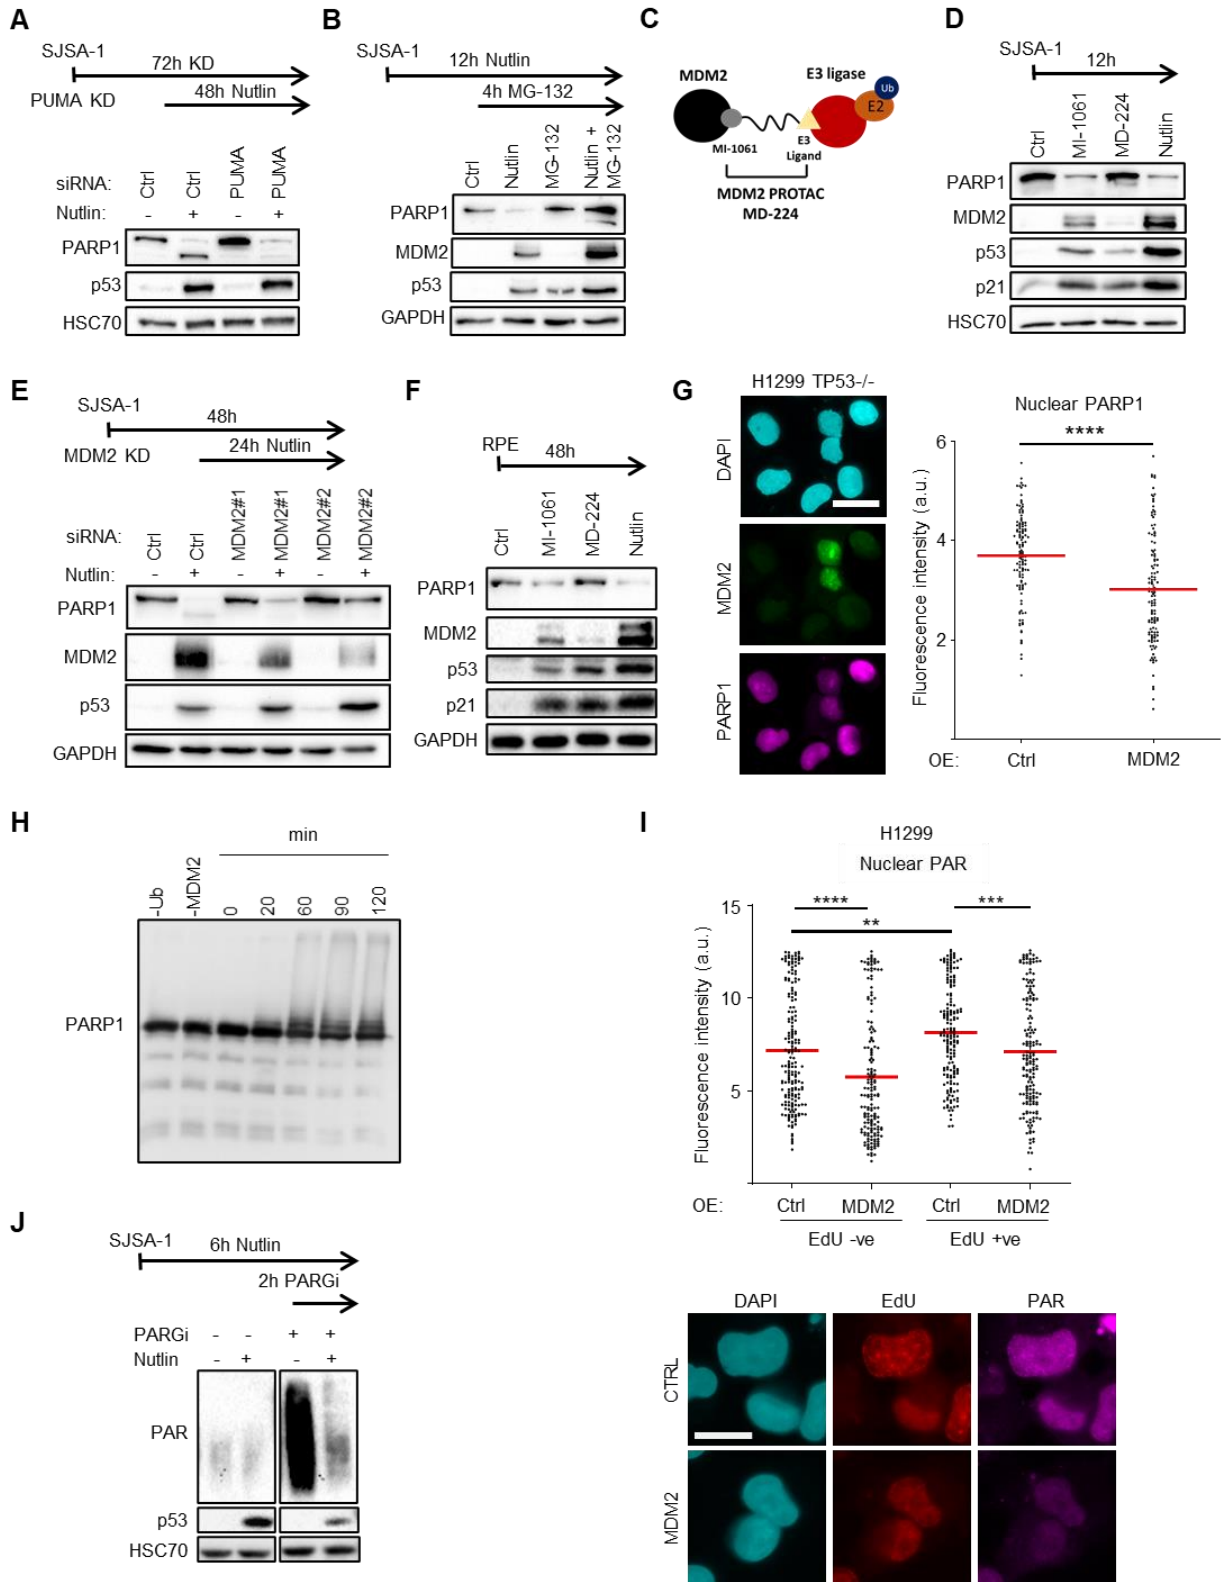 A
SJSA-1
72h KD
PUMA KD
48h Nutlin
siRNA: Ctrl Ctrl PUMA PUMA
Nutlin: - + - +
PARP1
p53
HSC70
B
SJSA-1
12h Nutlin
4h MG-132
Ctrl Nutlin MG-132 Nutlin + MG-132
PARP1
MDM2
p53
GAPDH
C
MDM2
E3 ligase
Ub
E2
MI-1061
E3
Ligand
MDM2 PROTAC
MD-224
D
SJSA-1
12h
Ctrl MI-1061 MD-224 Nutlin
PARP1
MDM2
p53
p21
HSC70
E
SJSA-1
48h
MDM2 KD
24h Nutlin
siRNA: Ctrl Ctrl MDM2#1 MDM2#1 MDM2#2 MDM2#2
Nutlin: - + - + - +
PARP1
MDM2
p53
GAPDH
F
RPE
48h
Ctrl MI-1061 MD-224 Nutlin
PARP1
MDM2
p53
p21
GAPDH
G
H1299 TP53-/-
DAPI
MDM2
PARP1
Nuclear PARP1
****
Fluorescence intensity (a.u.)
6
4
2
OE: Ctrl MDM2
H
min
-Ub -MDM2 0 20 60 90 120
PARP1
I
H1299
Nuclear PAR
**** ***
**
Fluorescence intensity (a.u.)
15
10
5
OE: Ctrl MDM2 Ctrl MDM2
EdU -ve EdU +ve
DAPI EdU PAR
CTRL
MDM2
J
SJSA-1
6h Nutlin
2h PARGi
PARGi - - + +
Nutlin - + - +
PAR
p53
HSC70